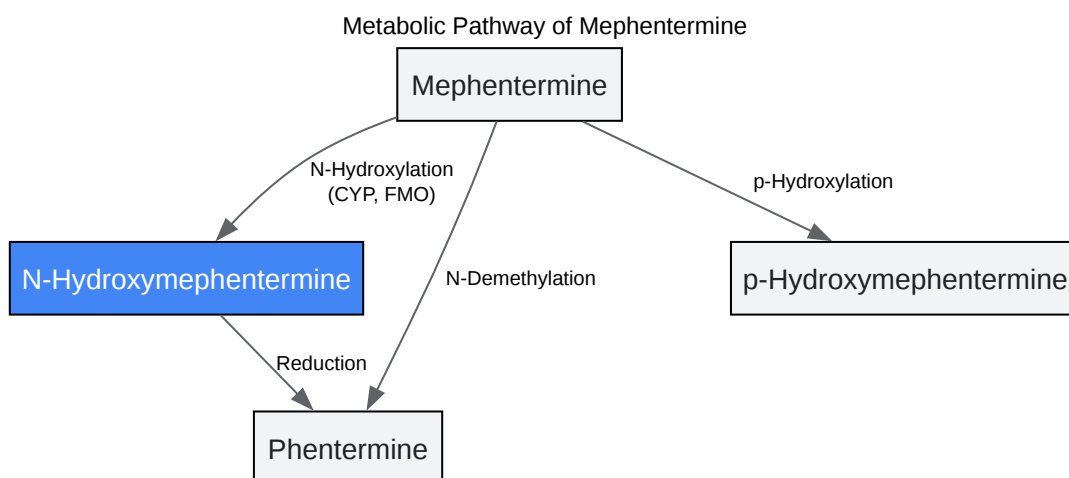 Metabolic Pathway of Mephentermine
Mephentermine
N-Hydroxylation
(CYP, FMO)
p-Hydroxylation
N-Hydroxymephentermine
N-Demethylation
p-Hydroxymephentermine
Reduction
Phentermine